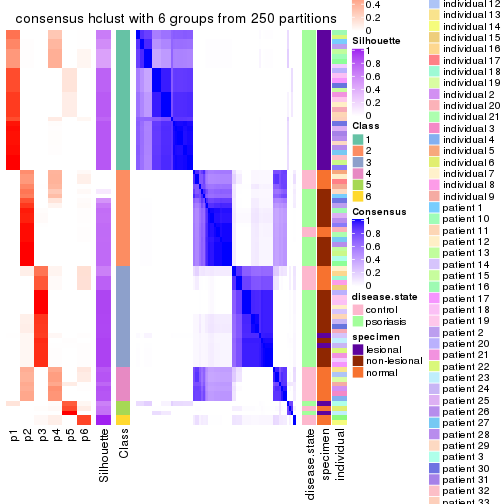 consensus hclust with 6 groups from 250 partitions
p1
p2
p3
p4
p5
p6
Silhouette
Class
disease.state
specimen
individual
0.4
0.2
0
Silhouette
1
0.8
0.6
0.4
0.2
0
Class
1
2
3
4
5
6
Consensus
1
0.8
0.6
0.4
0.2
0
disease.state
control
psoriasis
specimen
lesional
non-lesional
normal
individual 12
individual 13
individual 14
individual 15
individual 16
individual 17
individual 18
individual 19
individual 2
individual 20
individual 21
individual 3
individual 4
individual 5
individual 6
individual 7
individual 8
individual 9
patient 1
patient 10
patient 11
patient 12
patient 13
patient 14
patient 15
patient 16
patient 17
patient 18
patient 19
patient 2
patient 20
patient 21
patient 22
patient 23
patient 24
patient 25
patient 26
patient 27
patient 28
patient 29
patient 3
patient 30
patient 31
patient 32
patient 33